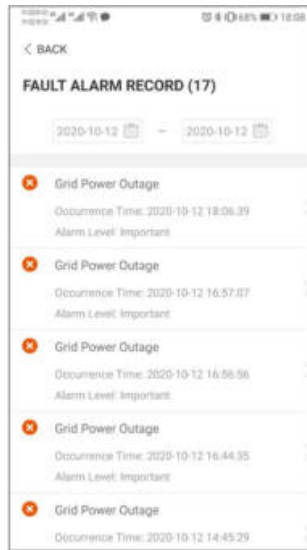 68% 18:08
< BACK
FAULT ALARM RECORD (17)
2020-10-12 – 2020-10-12
Grid Power Outage
Occurrence Time: 2020-10-12 18:06:39
Alarm Level: Important
Grid Power Outage
Occurrence Time: 2020-10-12 16:57:07
Alarm Level: Important
Grid Power Outage
Occurrence Time: 2020-10-12 16:56:56
Alarm Level: Important
Grid Power Outage
Occurrence Time: 2020-10-12 16:44:35
Alarm Level: Important
Grid Power Outage
Occurrence Time: 2020-10-12 14:45:29